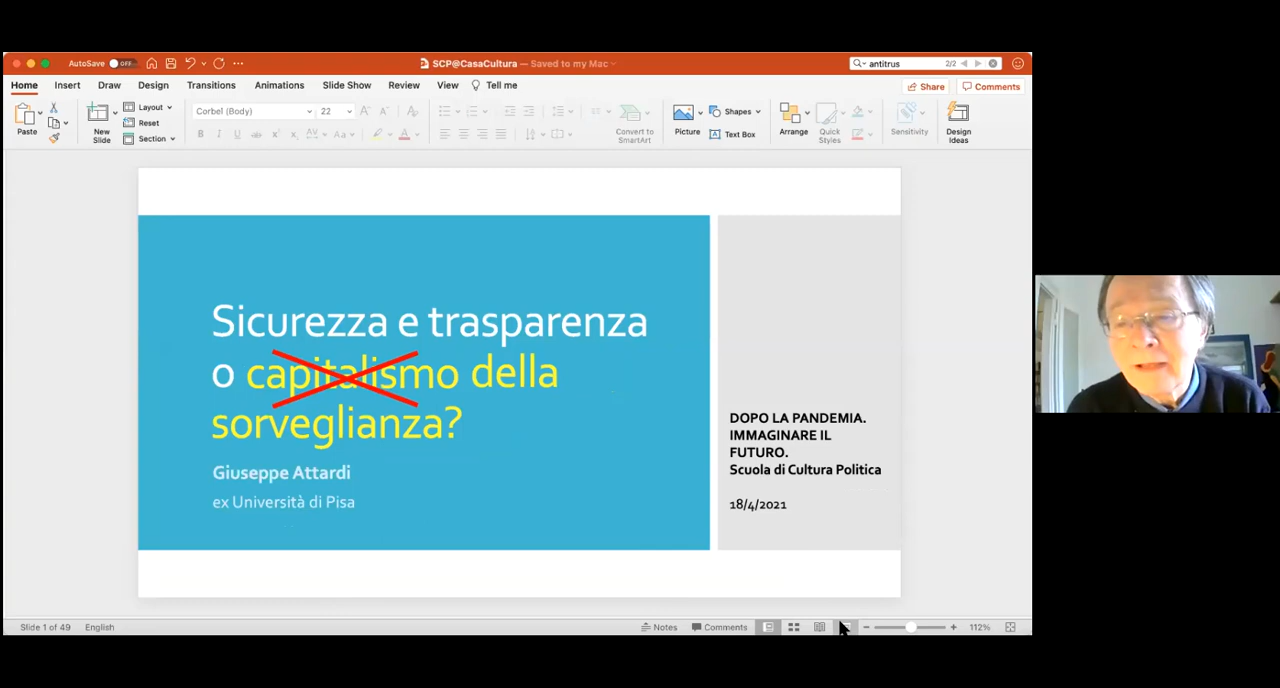 AutoSave OFF
SCP@CasaCultura — Saved to my Mac
antitrus 2/2
Home Insert Draw Design Transitions Animations Slide Show Review View Tell me
Share Comments
Paste
New Slide
Layout
Reset
Section
Corbel (Body) 22
Convert to SmartArt
Picture
Shapes
Text Box
Arrange
Quick Styles
Sensitivity
Design Ideas
Sicurezza e trasparenza
o capitalismo della
sorveglianza?
Giuseppe Attardi
ex Università di Pisa
DOPO LA PANDEMIA.
IMMAGINARE IL
FUTURO.
Scuola di Cultura Politica
18/4/2021
Slide 1 of 49 English Notes Comments 112%